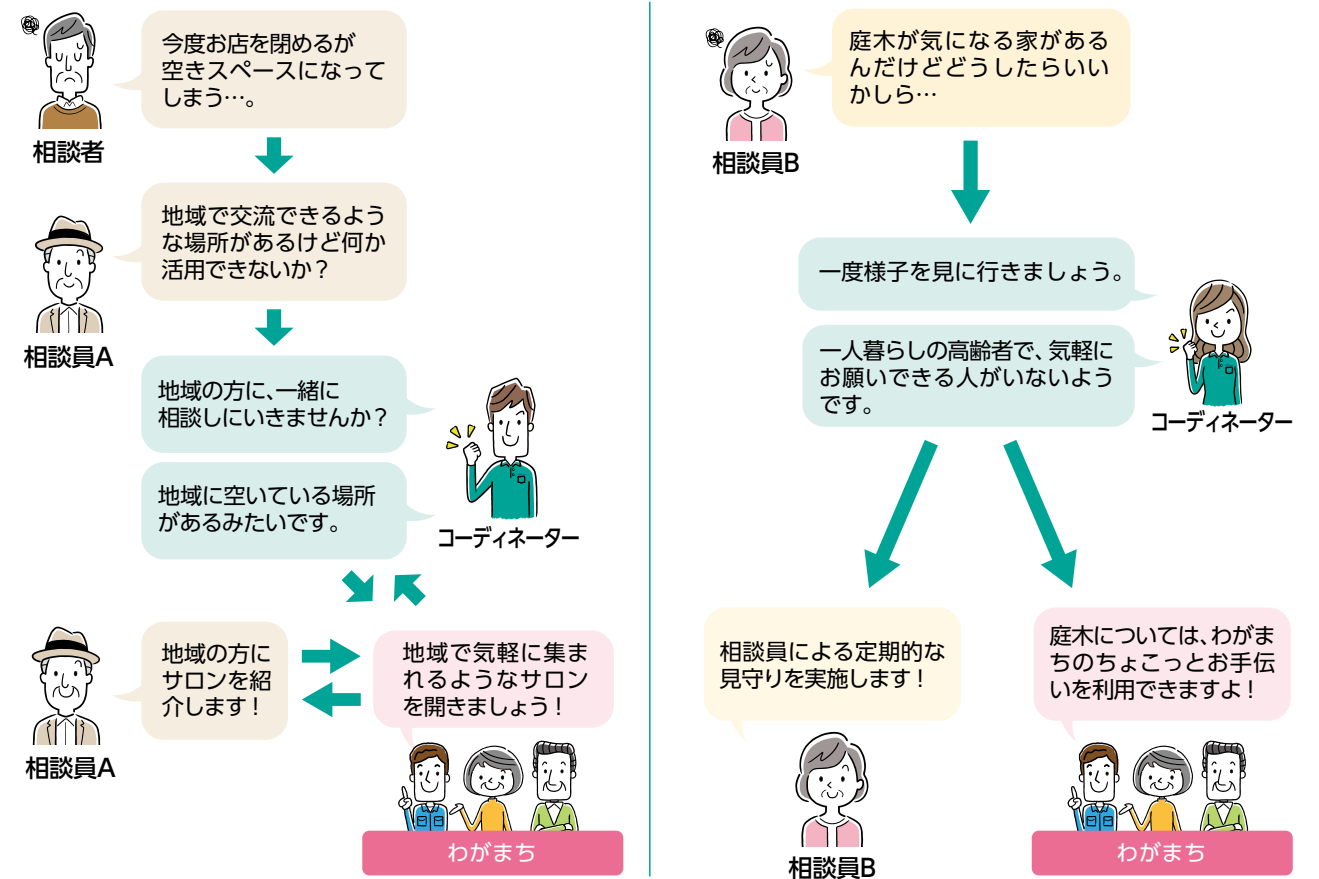 今度お店を閉めるが
空きスペースになって
しまう…。
相談者
地域で交流できるよう
な場所があるけど何か
活用できないか？
相談員A
地域の方に、一緒に
相談しにいきませんか？
地域に空いている場所
があるみたいです。
コーディネーター
地域の方に
サロンを紹
介します！
相談員A
地域で気軽に集ま
れるようなサロン
を開きましょう！
わがまち
庭木が気になる家がある
んだけどどうしたらいい
かしら…
相談員B
一度様子を見に行きましょう。
一人暮らしの高齢者で、気軽に
お願いできる人がいないよう
です。
コーディネーター
相談員による定期的な
見守りを実施します！
相談員B
庭木については、わがま
ちのちょこっとお手伝
いを利用できますよ！
わがまち